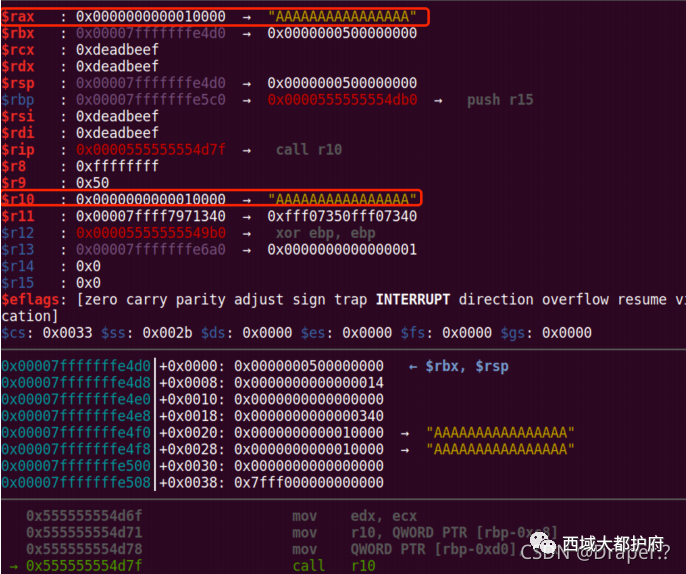 $rax : 0x0000000000010000 → "AAAAAAAAAAAAAAAA"
$rbx : 0x00007fffffffe4d0 → 0x0000000500000000
$rcx : 0xdeadbeef
$rdx : 0xdeadbeef
$rsp : 0x00007fffffffe4d0 → 0x0000000500000000
$rbp : 0x00007fffffffe5c0 → 0x0000555555554db0 → push r15
$rsi : 0xdeadbeef
$rdi : 0xdeadbeef
$rip : 0x0000555555554d7f → call r10
$r8 : 0xffffffff
$r9 : 0x50
$r10 : 0x0000000000010000 → "AAAAAAAAAAAAAAAA"
$r11 : 0x00007ffff7971340 → 0xfff07350fff07340
$r12 : 0x00005555555549b0 → xor ebp, ebp
$r13 : 0x00007fffffffe6a0 → 0x0000000000000001
$r14 : 0x0
$r15 : 0x0
$eflags: [zero carry parity adjust sign trap INTERRUPT direction overflow resume vi
cation]
$cs: 0x0033 $ss: 0x002b $ds: 0x0000 $es: 0x0000 $fs: 0x0000 $gs: 0x0000
0x00007fffffffe4d0│+0x0000: 0x0000000500000000 ← $rbx, $rsp
0x00007fffffffe4d8│+0x0008: 0x0000000000000014
0x00007fffffffe4e0│+0x0010: 0x0000000000000000
0x00007fffffffe4e8│+0x0018: 0x0000000000000340
0x00007fffffffe4f0│+0x0020: 0x0000000000010000 → "AAAAAAAAAAAAAAAA"
0x00007fffffffe4f8│+0x0028: 0x0000000000010000 → "AAAAAAAAAAAAAAAA"
0x00007fffffffe500│+0x0030: 0x0000000000000000
0x00007fffffffe508│+0x0038: 0x7fff000000000000
0x555555554d6f mov edx, ecx
0x555555554d71 mov r10, QWORD PTR [rbp-0xc8]
0x555555554d78 mov QWORD PTR [rbp-0xd0],
→ 0x555555554d7f call r10
西域大都护府
CSDN @Draper.?